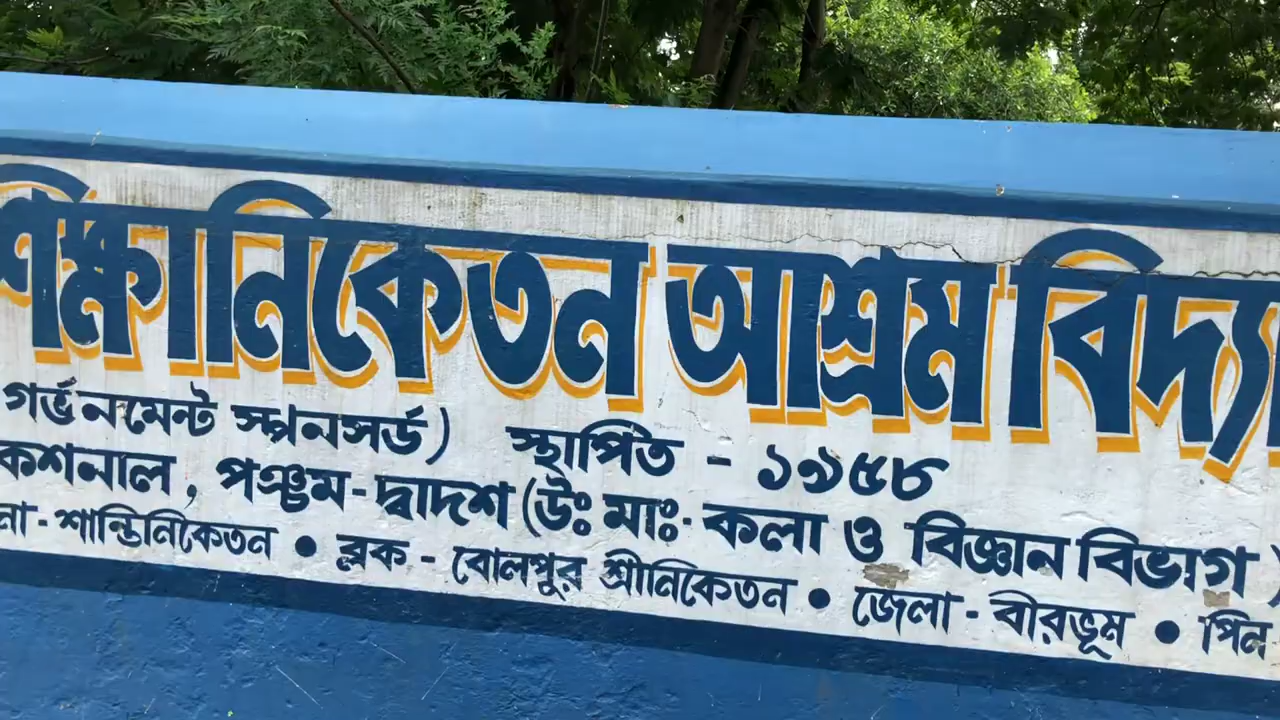 শিক্ষানিকেতন আশ্রম বিদ্যা
গর্ভনমেন্ট স্পনসর্ড) স্থাপিত - ১৯৫৮
কশনাল, পঞ্চম-দ্বাদশ (উঃ মাঃ- কলা ও বিজ্ঞান বিভাগ)
না - শান্তিনিকেতন • ব্লক - বোলপুর শ্রীনিকেতন • জেলা - বীরভূম • পিন